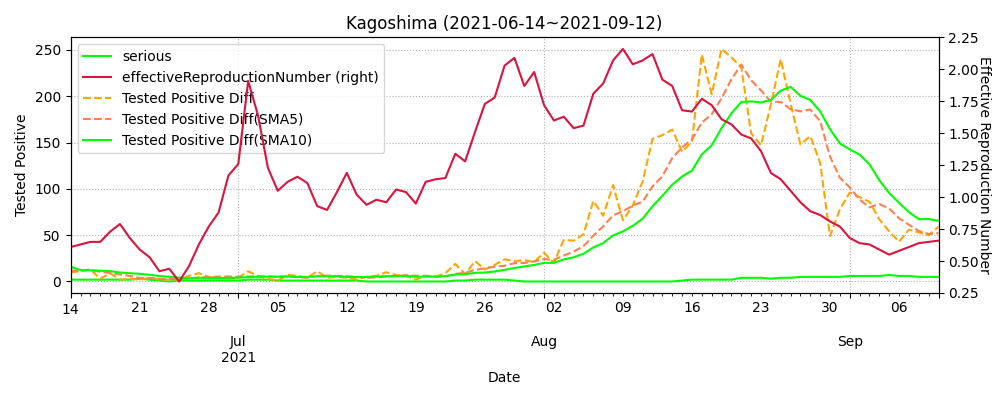 Kagoshima (2021-06-14~2021-09-12)
serious
effectiveReproductionNumber (right)
Tested Positive Diff
Tested Positive Diff(SMA5)
Tested Positive Diff(SMA10)
Tested Positive
250
200
150
100
50
0
2.25
2.00
1.75
1.50
1.25
1.00
0.75
0.50
0.25
Effective Reproduction Number
14 21 28 05 12 19 26 02 09 16 23 30 06
Jul Aug Sep
2021
Date